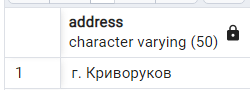 address
character varying (50)
1
г. Криворуков